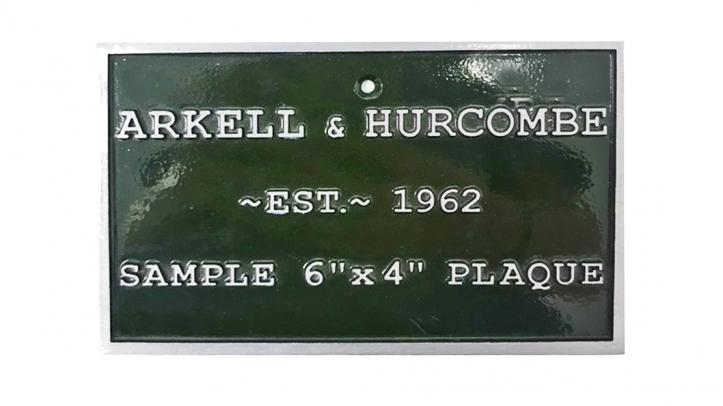 ARKELL & HURCOMBE
~EST.~ 1962
SAMPLE 6"x4" PLAQUE